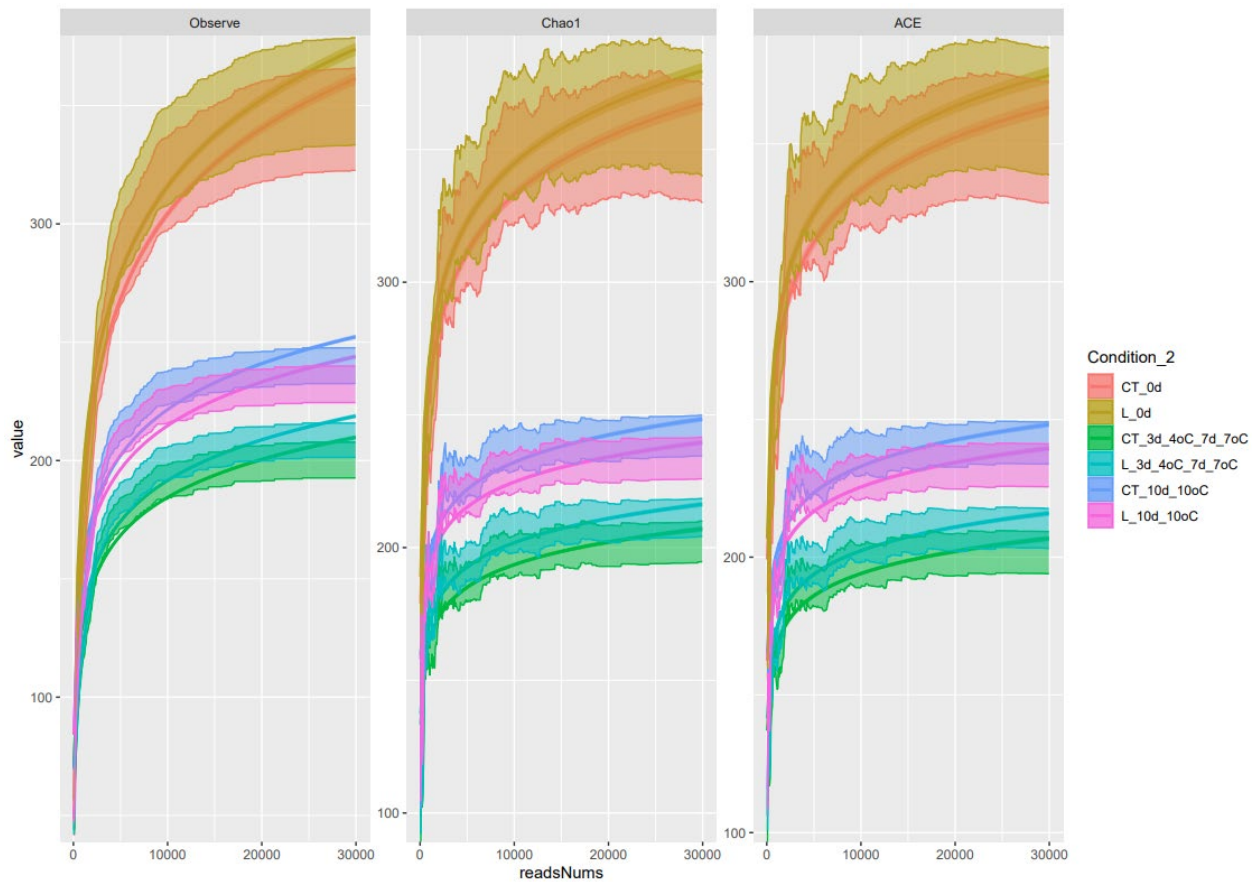 Observe
Chao1
ACE
value
300
200
100
300
200
100
300
200
100
0
10000
20000
30000
0
10000
20000
30000
0
10000
20000
30000
readsNums
Condition_2
CT_0d
L_0d
CT_3d_4oC_7d_7oC
L_3d_4oC_7d_7oC
CT_10d_10oC
L_10d_10oC